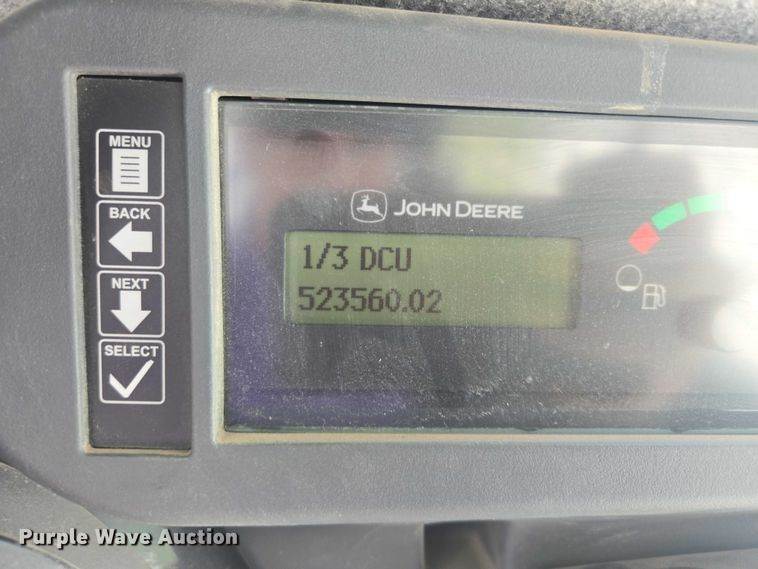 MENU
BACK
NEXT
SELECT
JOHN DEERE
1/3 DCU
523560.02
Purple Wave Auction